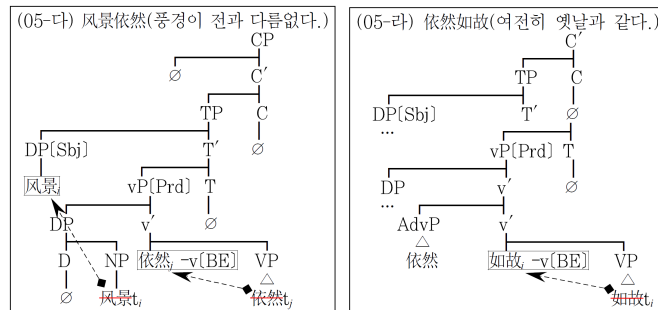 (05-다) 风景依然(풍경이 전과 다름없다.)
CP
∅ C′
TP C
DP[Sbj] T′ ∅
风景i vP[Prd] T
DP v′ ∅
D NP 依然j -v[BE] VP
∅ 风景ti 依然tj
(05-라) 依然如故(여전히 옛날과 같다.)
C′
TP C
DP[Sbj] T′ ∅
...
vP[Prd] T
DP v′ ∅
...
AdvP v′
依然 如故i -v[BE] VP
如故ti